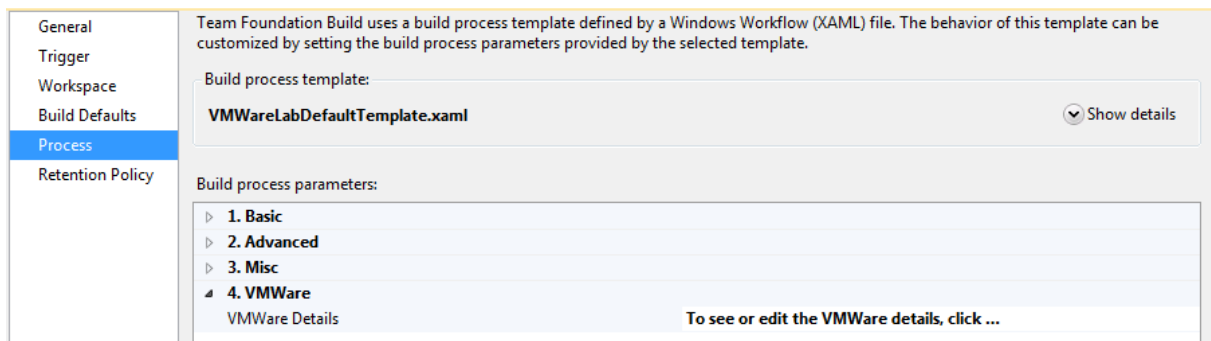 General
Trigger
Workspace
Build Defaults
Process
Retention Policy
Team Foundation Build uses a build process template defined by a Windows Workflow (XAML) file. The behavior of this template can be
customized by setting the build process parameters provided by the selected template.
Build process template:
VMWareLabDefaultTemplate.xaml Show details
Build process parameters:
1. Basic
2. Advanced
3. Misc
4. VMWare
VMWare Details To see or edit the VMWare details, click ...